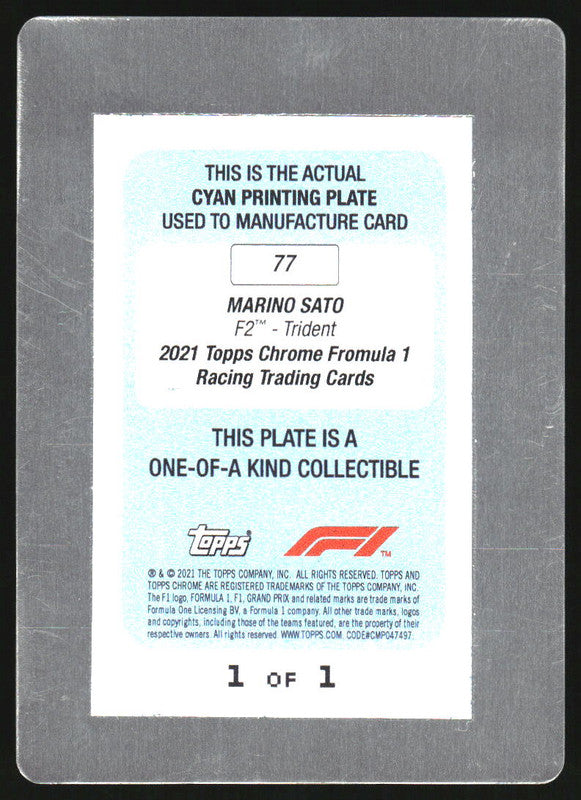 THIS IS THE ACTUAL
CYAN PRINTING PLATE
USED TO MANUFACTURE CARD
77
MARINO SATO
F2™ - Trident
2021 Topps Chrome Fromula 1
Racing Trading Cards
THIS PLATE IS A
ONE-OF-A KIND COLLECTIBLE
topps® F1™
® & © 2021 THE TOPPS COMPANY, INC. ALL RIGHTS RESERVED. TOPPS AND
TOPPS CHROME ARE REGISTERED TRADEMARKS OF THE TOPPS COMPANY, INC.
The F1 logo, FORMULA 1, F1, GRAND PRIX and related marks are trade marks of
Formula One Licensing BV, a Formula 1 company. All other trade marks, logos
and copyrights, including those of the teams featured, are the property of their
respective owners. All rights reserved. WWW.TOPPS.COM. CODE#CMP047497.
1 OF 1